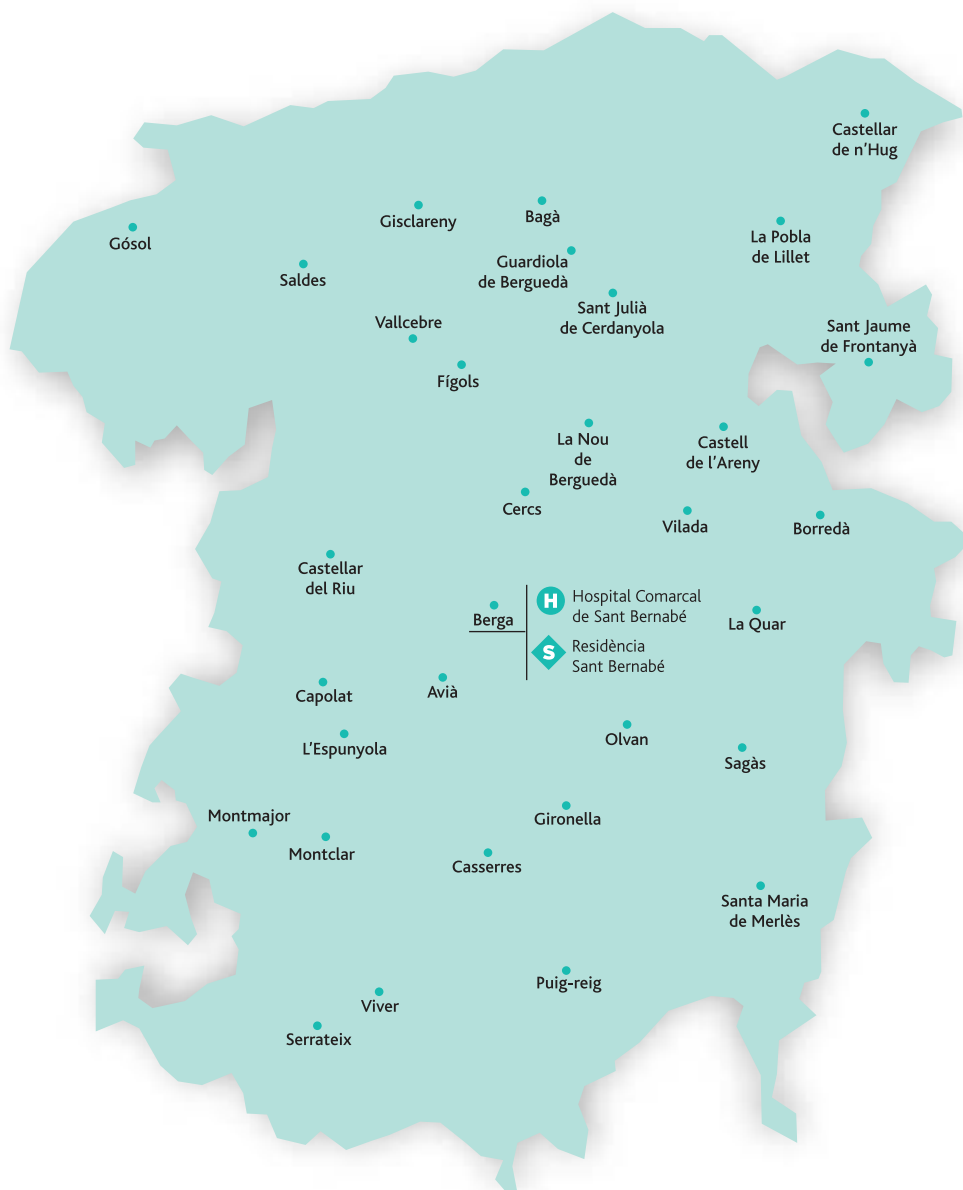 Castellar
de n'Hug
Gisclareny
Bagà
Gósol
La Pobla
de Lillet
Guardiola
de Berguedà
Saldes
Sant Julià
de Cerdanyola
Vallcebre
Sant Jaume
de Frontanyà
Fígols
La Nou
de
Berguedà
Castell
de l'Areny
Cercs
Vilada
Borredà
Castellar
del Riu
Berga
H
Hospital Comarcal
de Sant Bernabé
S
Residència
Sant Bernabé
La Quar
Capolat
Avià
L'Espunyola
Olvan
Sagàs
Montmajor
Gironella
Montclar
Casserres
Santa Maria
de Merlès
Puig-reig
Viver
Serrateix